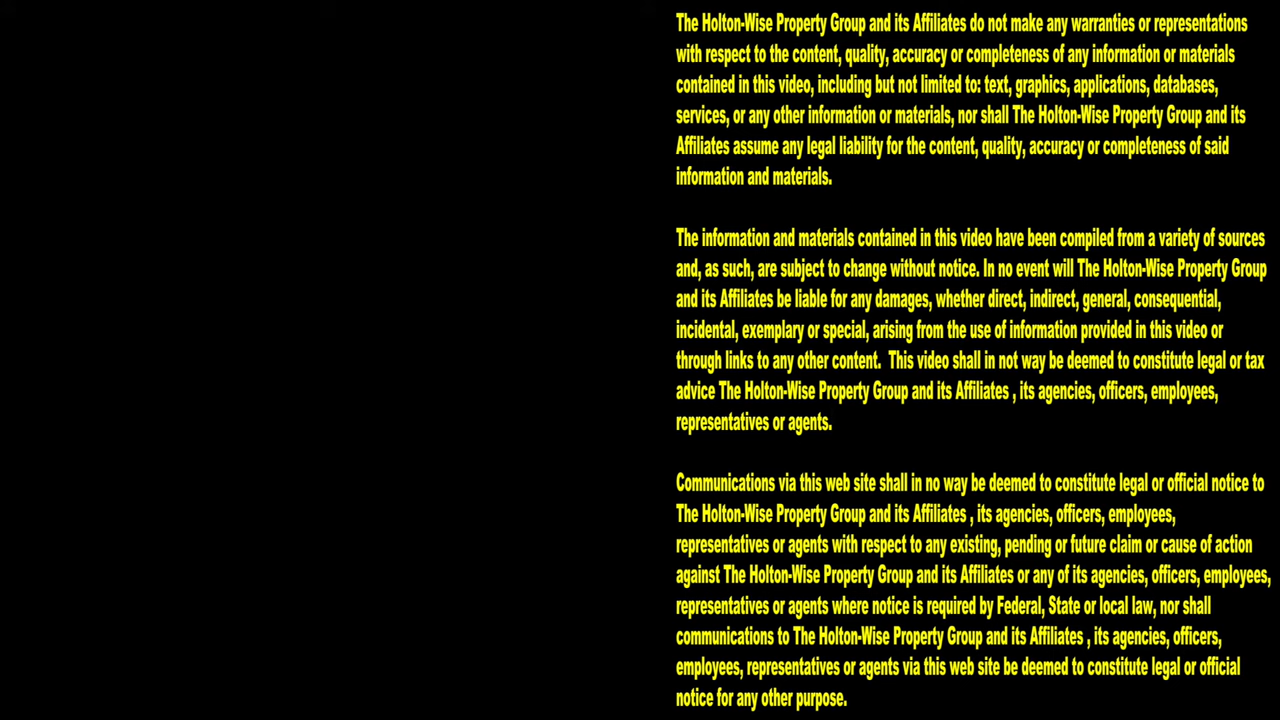 The Holton-Wise Property Group and its Affiliates do not make any warranties or representations
with respect to the content, quality, accuracy or completeness of any information or materials
contained in this video, including but not limited to: text, graphics, applications, databases,
services, or any other information or materials, nor shall The Holton-Wise Property Group and its
Affiliates assume any legal liability for the content, quality, accuracy or completeness of said
information and materials.
The information and materials contained in this video have been compiled from a variety of sources
and, as such, are subject to change without notice. In no event will The Holton-Wise Property Group
and its Affiliates be liable for any damages, whether direct, indirect, general, consequential,
incidental, exemplary or special, arising from the use of information provided in this video or
through links to any other content.  This video shall in not way be deemed to constitute legal or tax
advice The Holton-Wise Property Group and its Affiliates , its agencies, officers, employees,
representatives or agents.
Communications via this web site shall in no way be deemed to constitute legal or official notice to
The Holton-Wise Property Group and its Affiliates , its agencies, officers, employees,
representatives or agents with respect to any existing, pending or future claim or cause of action
against The Holton-Wise Property Group and its Affiliates or any of its agencies, officers, employees,
representatives or agents where notice is required by Federal, State or local law, nor shall
communications to The Holton-Wise Property Group and its Affiliates , its agencies, officers,
employees, representatives or agents via this web site be deemed to constitute legal or official
notice for any other purpose.